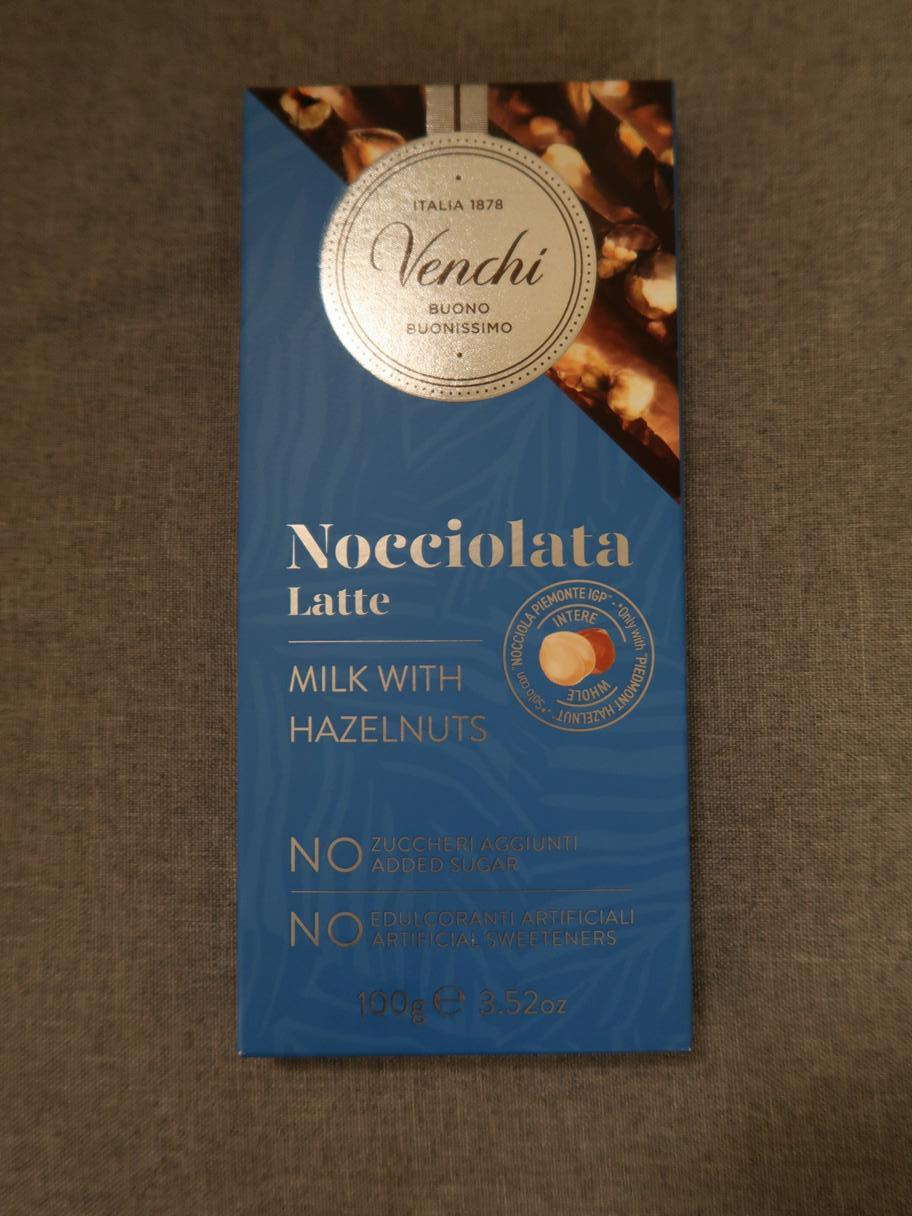 ITALIA 1878
Venchi
BUONO
BUONISSIMO
Nocciolata
Latte
MILK WITH
HAZELNUTS
*Solo con "NOCCIOLA PIEMONTE IGP" - *Only with "PIEDMONT HAZELNUT"
INTERE
WHOLE
NO ZUCCHERI AGGIUNTI
ADDED SUGAR
NO EDULCORANTI ARTIFICIALI
ARTIFICIAL SWEETENERS
100g ℮ 3.52oz